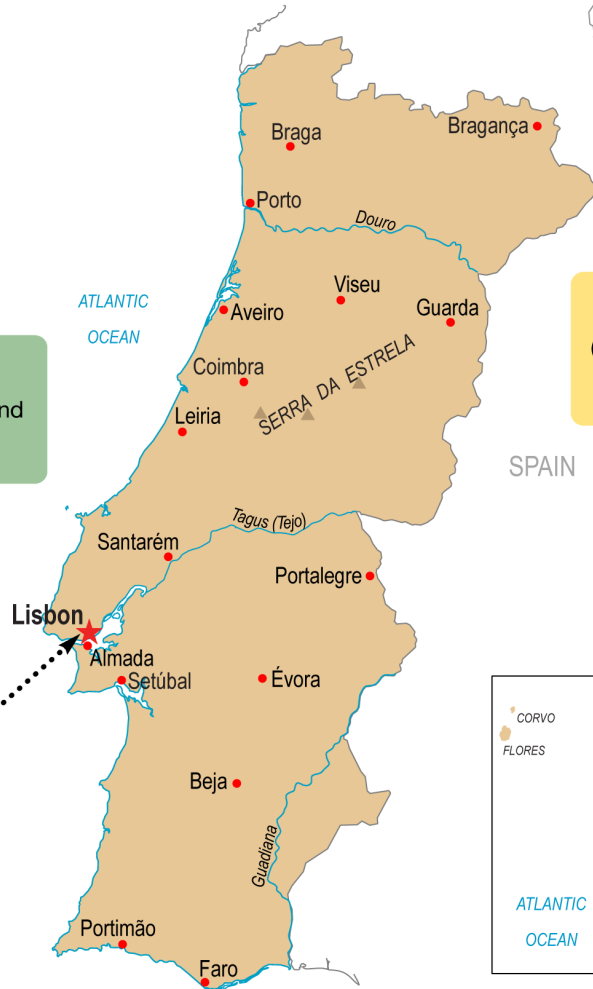 Braga
Bragança
Porto
Douro
ATLANTIC
OCEAN
Viseu
Aveiro
Guarda
Coimbra
SERRA DA ESTRELA
Leiria
nd
SPAIN
Tagus (Tejo)
Santarém
Portalegre
Lisbon
Almada
Setúbal
Évora
CORVO
FLORES
Beja
Guadiana
ATLANTIC
OCEAN
Portimão
Faro